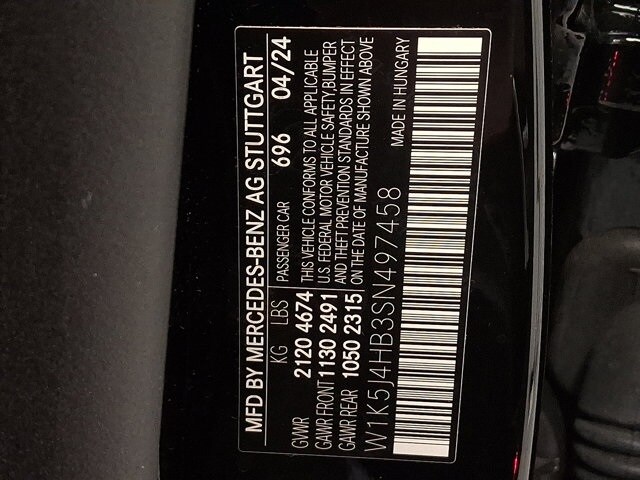 MFD BY MERCEDES-BENZ AG STUTTGART
KG LBS PASSENGER CAR 696 04/24
GVWR 2120 4674 THIS VEHICLE CONFORMS TO ALL APPLICABLE
GAWR FRONT 1130 2491 U.S. FEDERAL MOTOR VEHICLE SAFETY, BUMPER
GAWR REAR 1050 2315 AND THEFT PREVENTION STANDARDS IN EFFECT
ON THE DATE OF MANUFACTURE SHOWN ABOVE
W1K5J4HB3SN497458 MADE IN HUNGARY